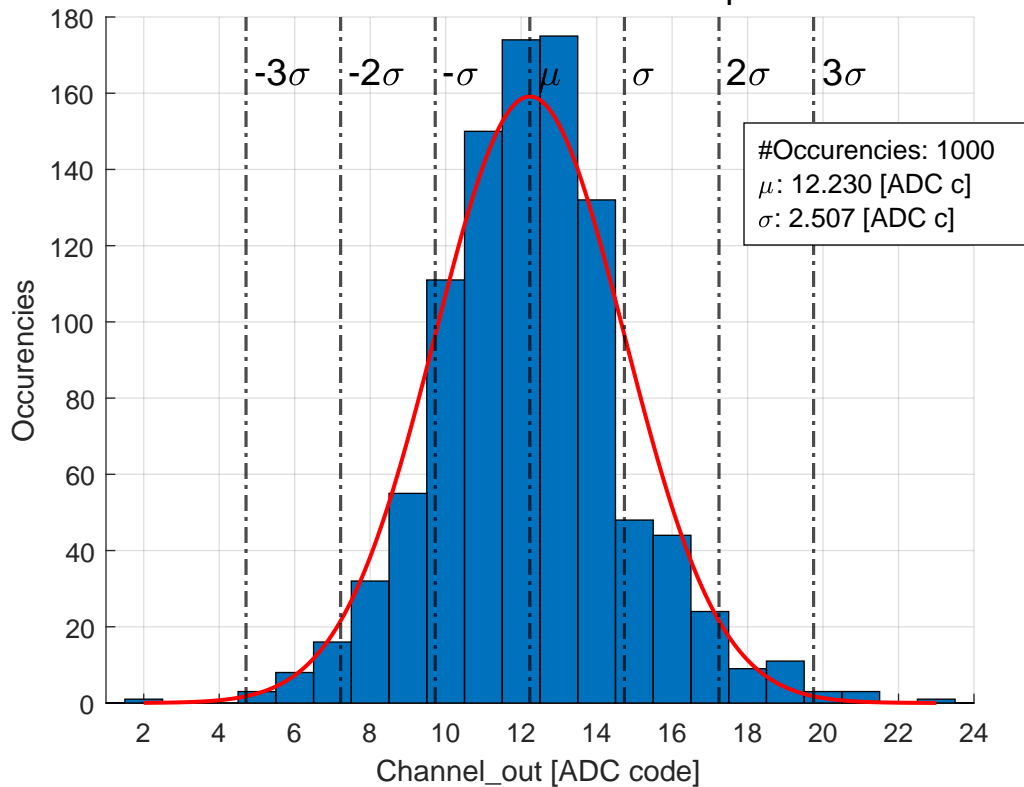 180
160
140
120
100
80
60
40
20
0
Occurencies
-3σ
-2σ
-σ
μ
σ
2σ
3σ
#Occurencies: 1000
μ: 12.230 [ADC c]
σ: 2.507 [ADC c]
2 4 6 8 10 12 14 16 18 20 22 24
Channel_out [ADC code]